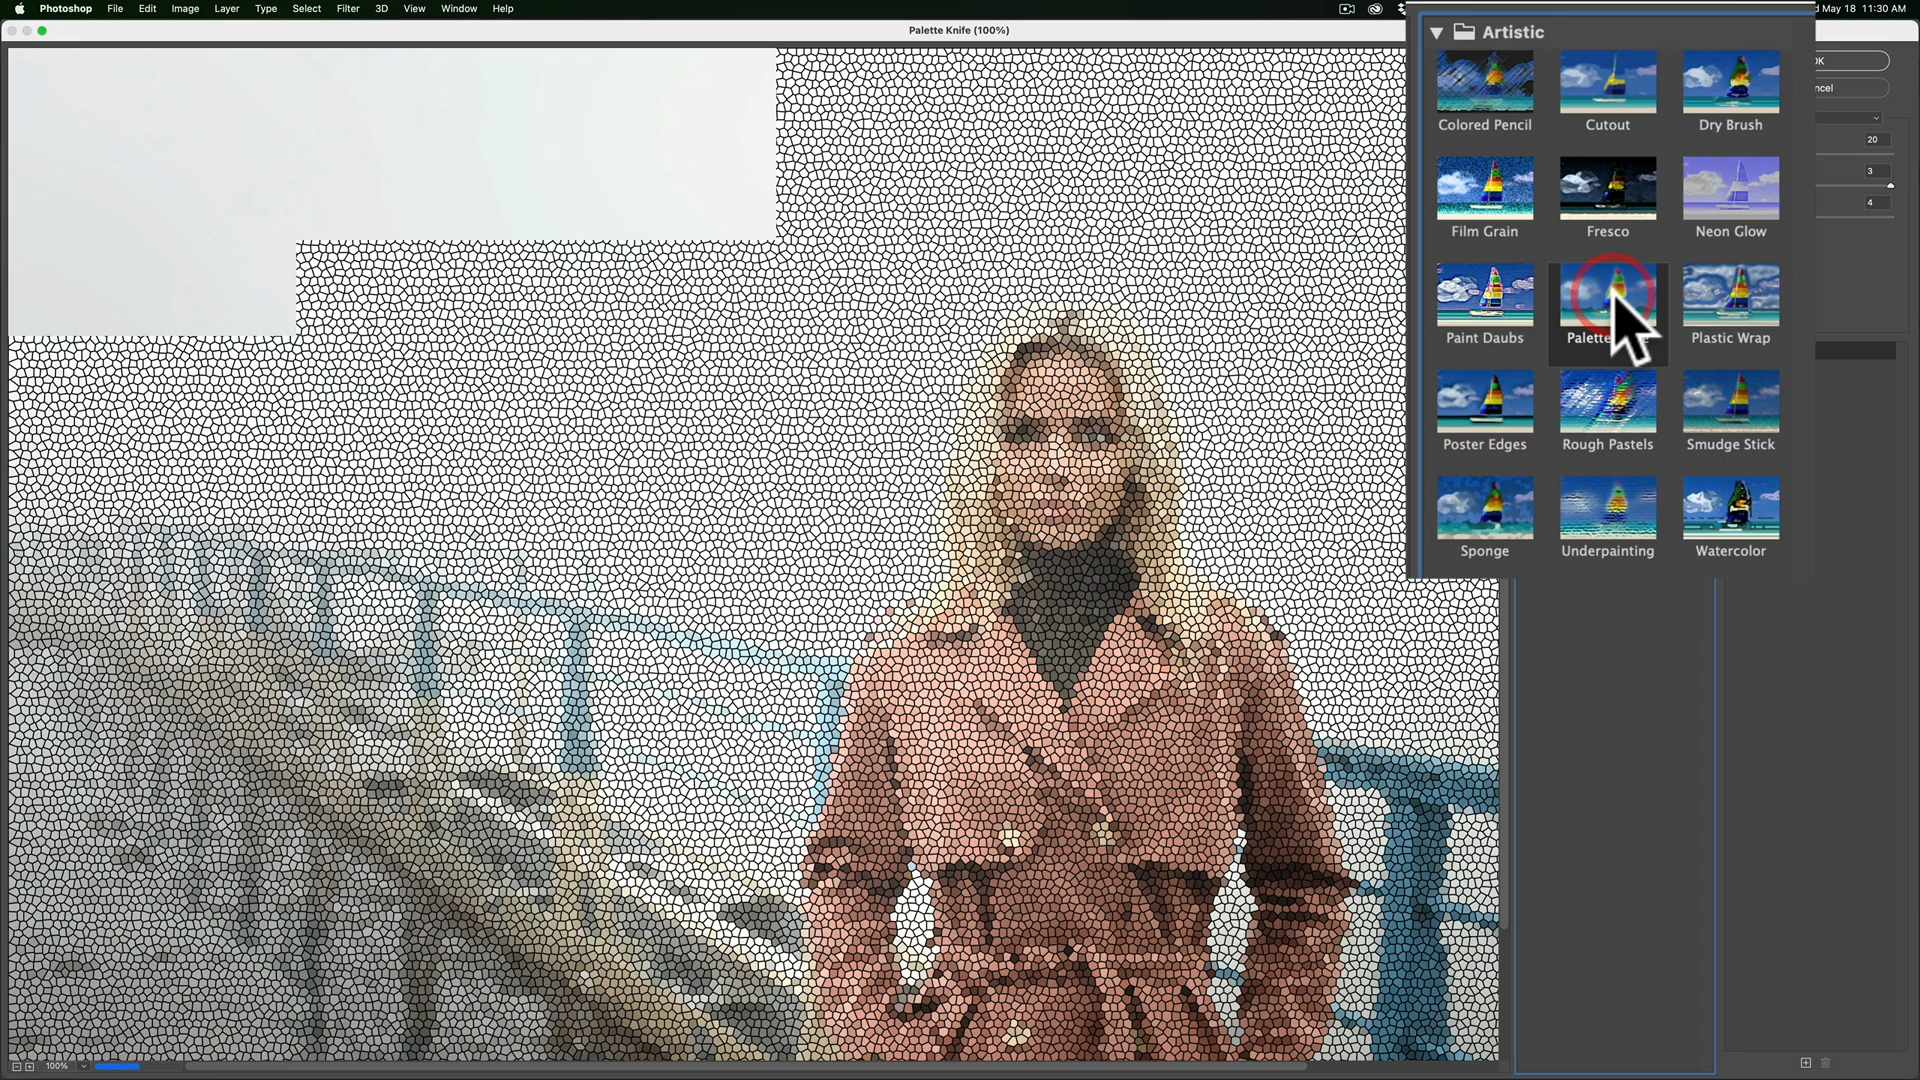 Photoshop File Edit Image Layer Type Select Filter 3D View Window Help
May 18 11:30 AM
Palette Knife (100%)
Artistic
Colored Pencil Cutout Dry Brush
Film Grain Fresco Neon Glow
Paint Daubs Palette Plastic Wrap
Poster Edges Rough Pastels Smudge Stick
Sponge Underpainting Watercolor
20
3
4
100%